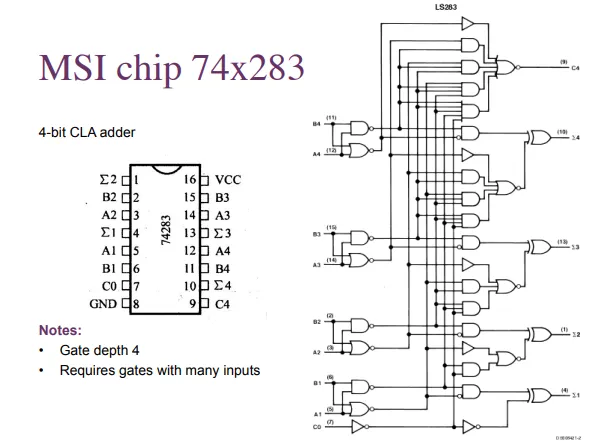 LS283
MSI chip 74x283
4-bit CLA adder
Σ2 1 16 VCC
B2 2 15 B3
A2 3 14 A3
Σ1 4 13 Σ3
A1 5 12 A4
B1 6 11 B4
C0 7 10 Σ4
GND 8 9 C4
74283
Notes:
• Gate depth 4
• Requires gates with many inputs
(9)
C4
B4 (11)
(10)
Σ4
A4 (12)
B3 (15)
(13)
Σ3
A3 (14)
B2 (2)
(1)
Σ2
A2 (3)
B1 (6)
(4)
Σ1
A1 (5)
C0 (7)